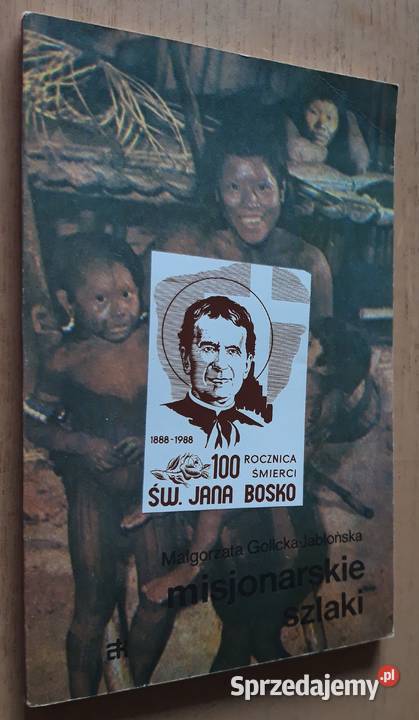 1888-1988
100 ROCZNICA
ŚMIERCI
ŚW. JANA BOSKO
Małgorzata Golicka-Jabłońska
misjonarskie
szlaki
Sprzedajemy.pl